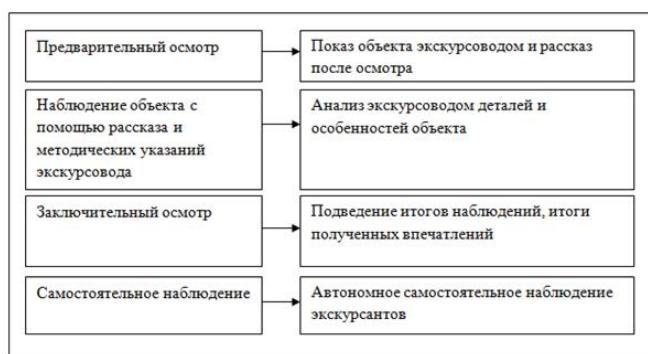 Предварительный осмотр
Показ объекта экскурсоводом и рассказ
после осмотра
Наблюдение объекта с
помощью рассказа и
методических указаний
экскурсовода
Анализ экскурсоводом деталей и
особенностей объекта
Заключительный осмотр
Подведение итогов наблюдений, итоги
полученных впечатлений
Самостоятельное наблюдение
Автономное самостоятельное наблюдение
экскурсантов